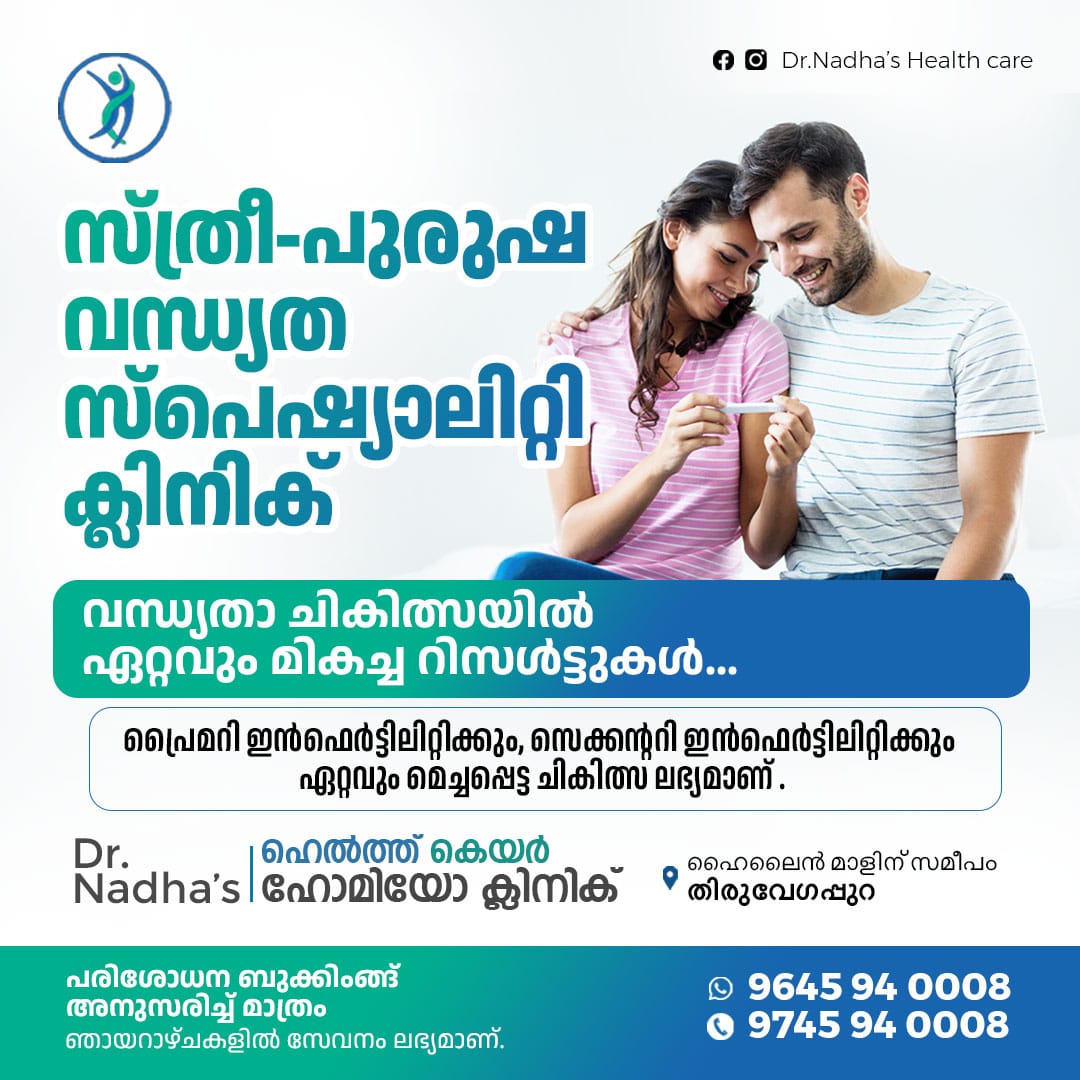 Dr.Nadha's Health care
സ്ത്രീ-പുരുഷ
വന്ധ്യത
സ്പെഷ്യാലിറ്റി
ക്ലിനിക്
വന്ധ്യതാ ചികിത്സയിൽ
ഏറ്റവും മികച്ച റിസൾട്ടുകൾ...
പ്രൈമറി ഇൻഫെർട്ടിലിറ്റിക്കും, സെക്കന്ററി ഇൻഫെർട്ടിലിറ്റിക്കും
ഏറ്റവും മെച്ചപ്പെട്ട ചികിത്സ ലഭ്യമാണ് .
Dr.
Nadha's
ഹെൽത്ത് കെയർ
ഹോമിയോ ക്ലിനിക്
ഹൈലൈൻ മാളിന് സമീപം
തിരുവേഗപ്പുറ
പരിശോധന ബുക്കിംങ്ങ്
അനുസരിച്ച് മാത്രം
ഞായറാഴ്ചകളിൽ സേവനം ലഭ്യമാണ്.
9645 94 0008
9745 94 0008